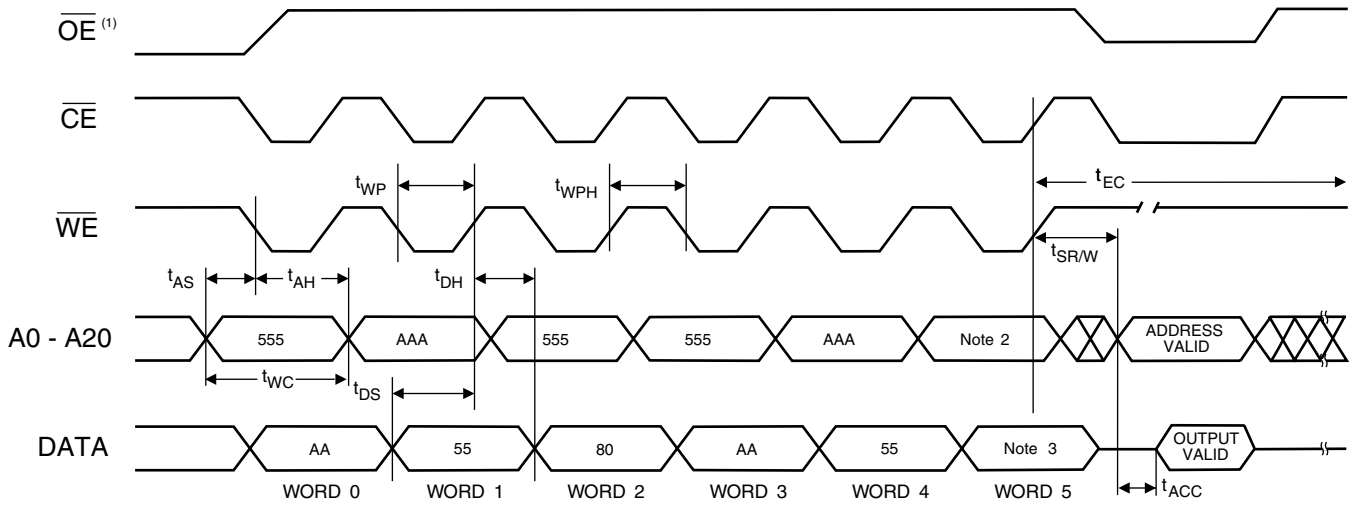 OE (1)
CE
tWP
tWPH
tEC
WE
tSR/W
tAS
tAH
tDH
A0 - A20
555
AAA
555
555
AAA
Note 2
ADDRESS
VALID
tWC
tDS
DATA
AA
55
80
AA
55
Note 3
OUTPUT
VALID
WORD 0
WORD 1
WORD 2
WORD 3
WORD 4
WORD 5
tACC